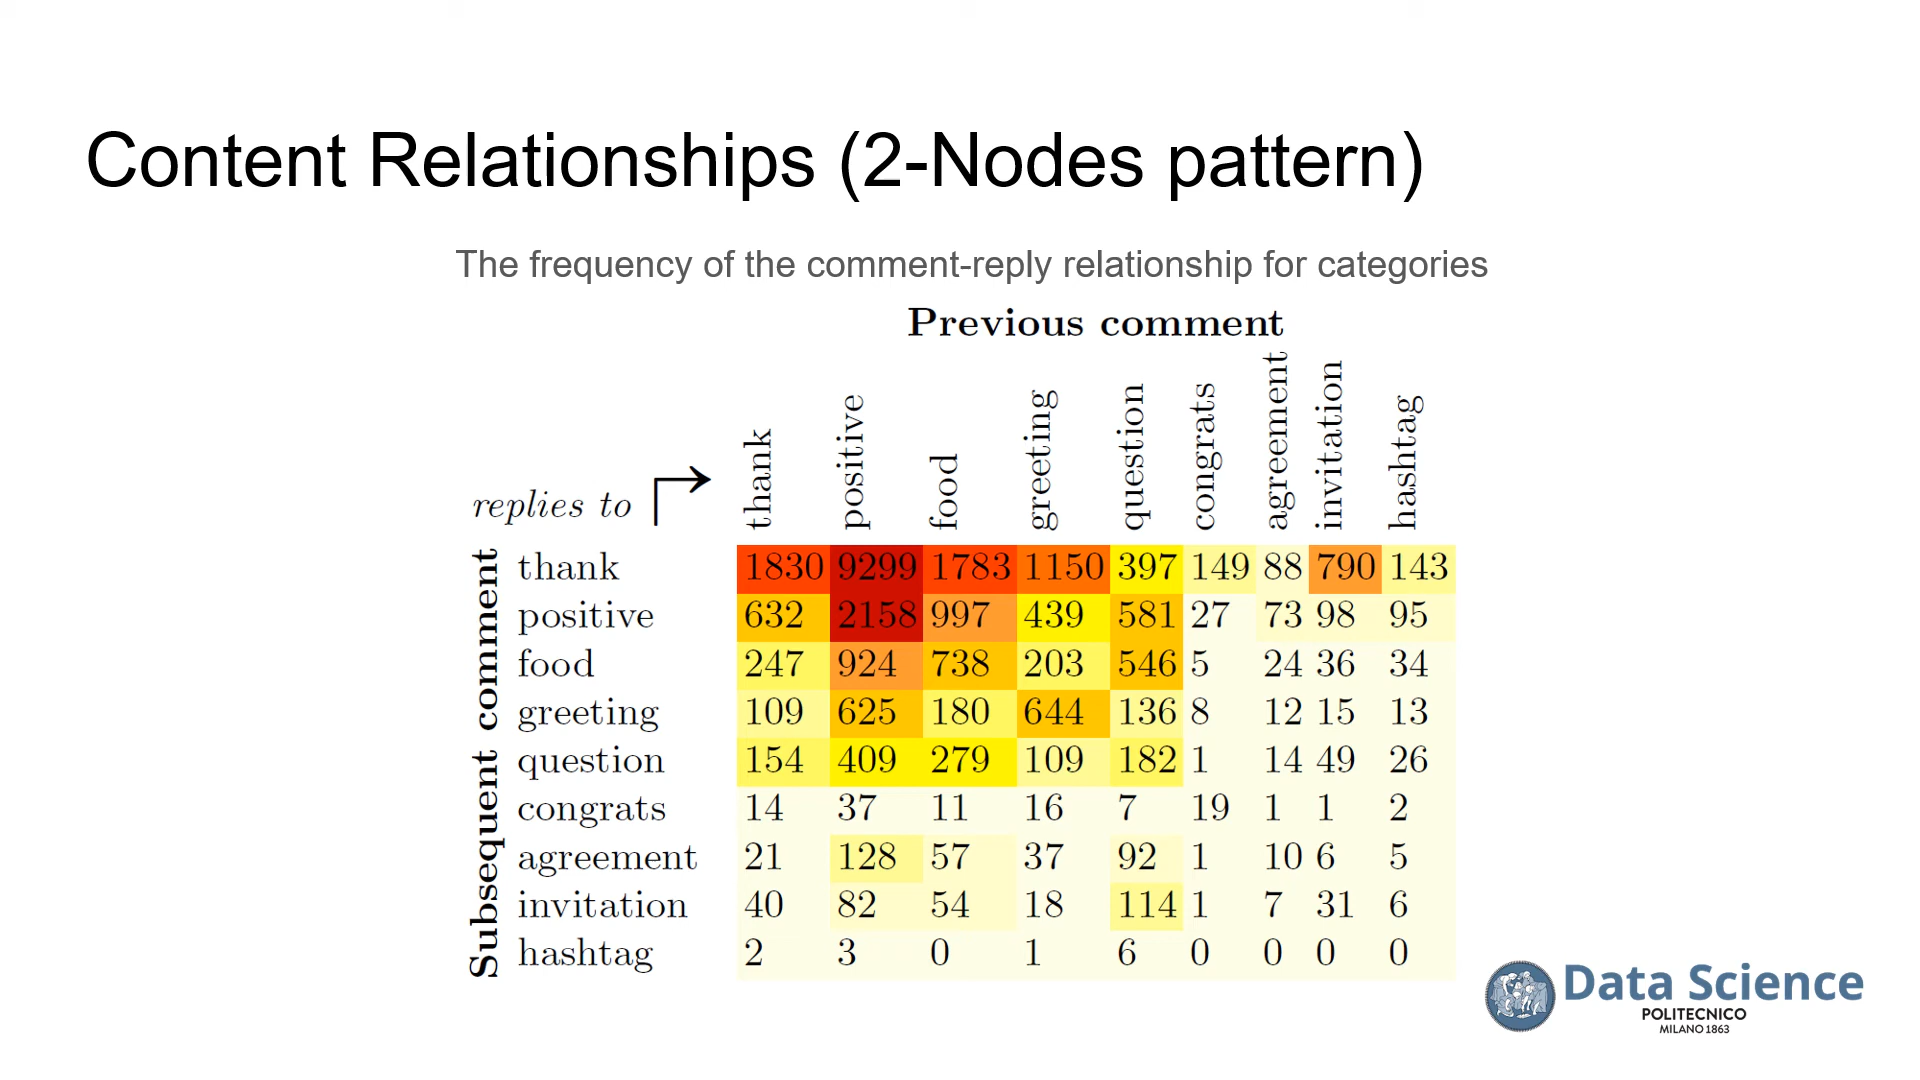 Content Relationships (2-Nodes pattern)
The frequency of the comment-reply relationship for categories
Previous comment
replies to
thank positive food greeting question congrats agreement invitation hashtag
Subsequent comment
thank 1830 9299 1783 1150 397 149 88 790 143
positive 632 2158 997 439 581 27 73 98 95
food 247 924 738 203 546 5 24 36 34
greeting 109 625 180 644 136 8 12 15 13
question 154 409 279 109 182 1 14 49 26
congrats 14 37 11 16 7 19 1 1 2
agreement 21 128 57 37 92 1 10 6 5
invitation 40 82 54 18 114 1 7 31 6
hashtag 2 3 0 1 6 0 0 0 0
Data Science
POLITECNICO
MILANO 1863